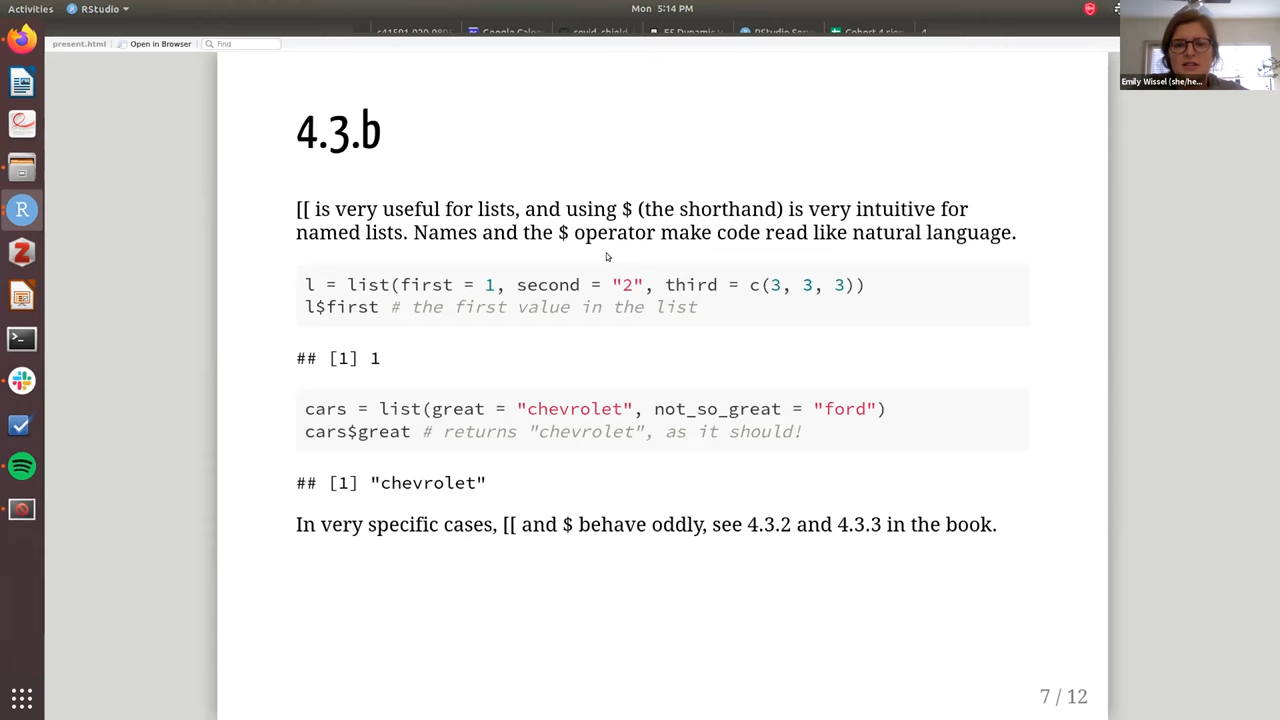 Activities
RStudio
Mon 5:14 PM
present.html
Open in Browser
Find
Emily Wissel (she/he...
4.3.b
[[ is very useful for lists, and using $ (the shorthand) is very intuitive for
named lists. Names and the $ operator make code read like natural language.
l = list(first = 1, second = "2", third = c(3, 3, 3))
l$first # the first value in the list
## [1] 1
cars = list(great = "chevrolet", not_so_great = "ford")
cars$great # returns "chevrolet", as it should!
## [1] "chevrolet"
In very specific cases, [[ and $ behave oddly, see 4.3.2 and 4.3.3 in the book.
7 / 12